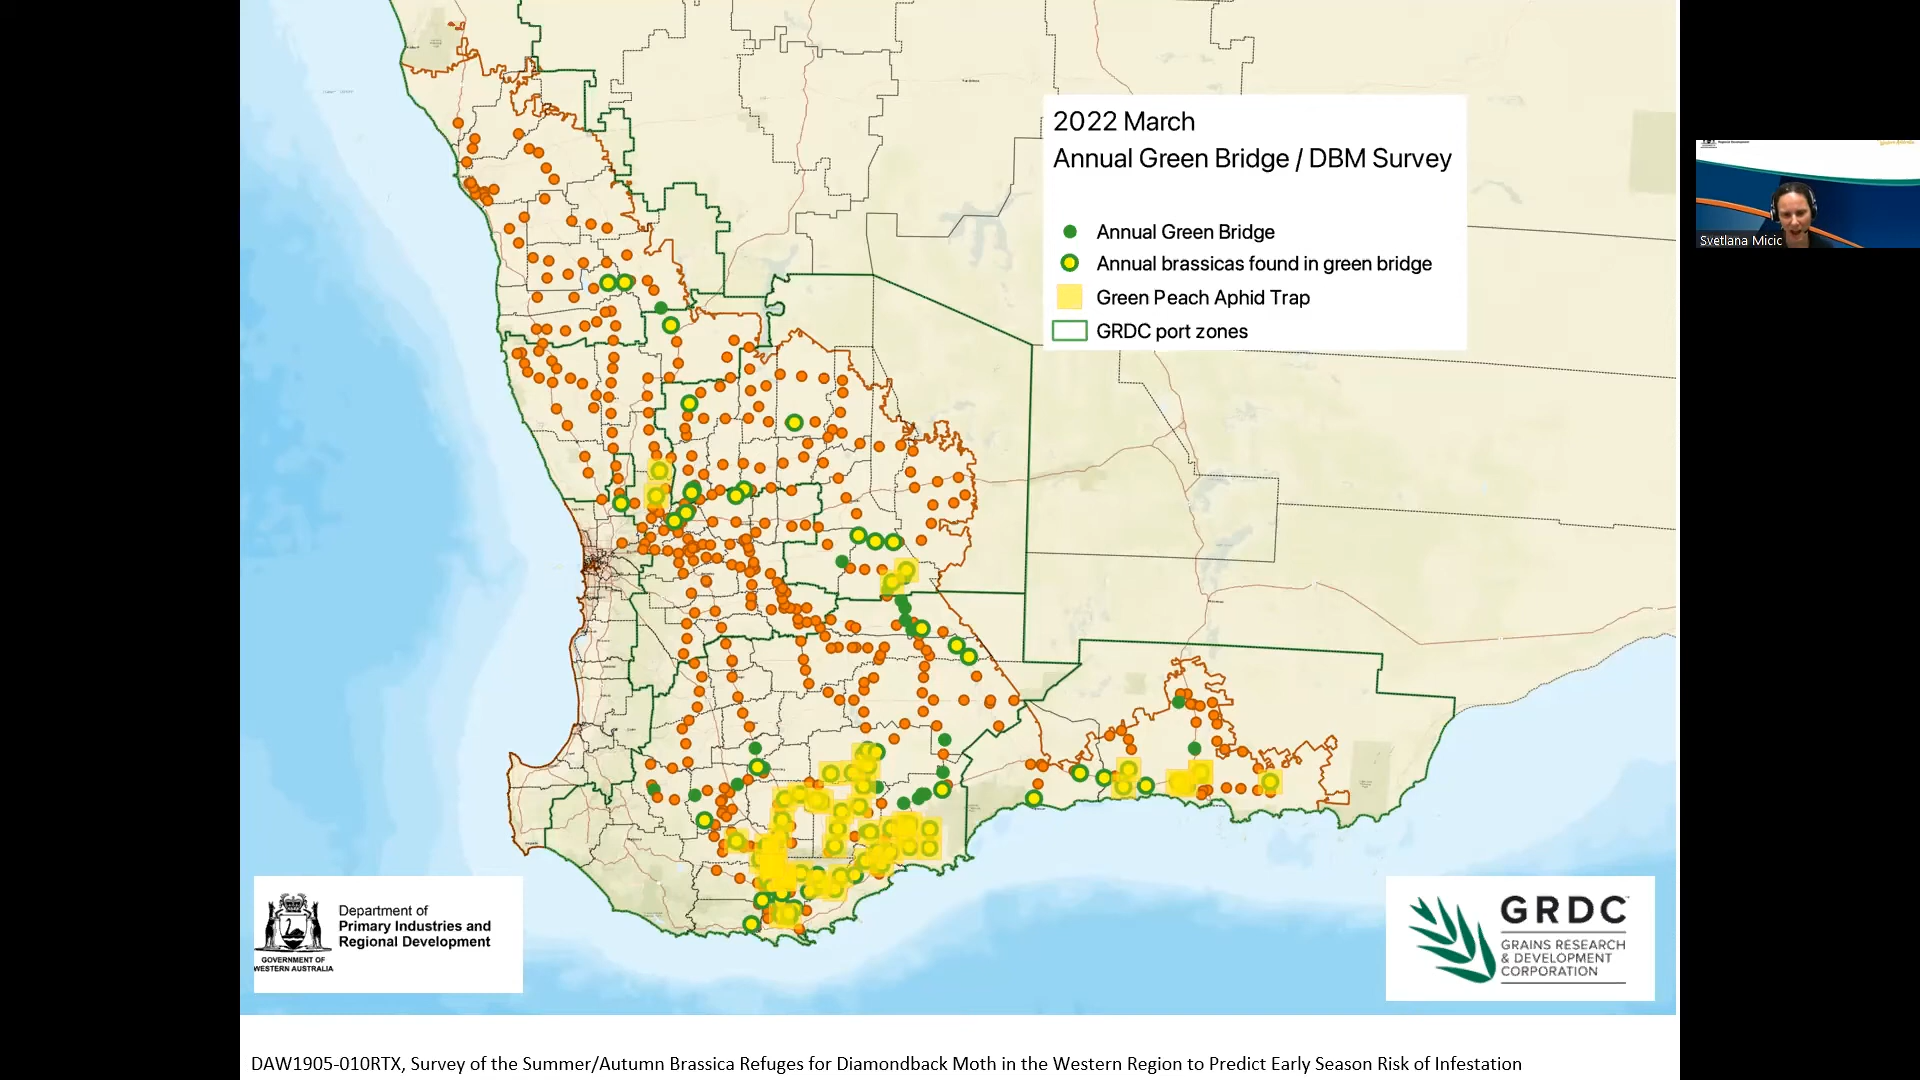 2022 March
Annual Green Bridge / DBM Survey
Annual Green Bridge
Annual brassicas found in green bridge
Green Peach Aphid Trap
GRDC port zones
Svetlana Micic
Department of
Primary Industries and
Regional Development
GOVERNMENT OF
WESTERN AUSTRALIA
GRDC
GRAINS RESEARCH
& DEVELOPMENT
CORPORATION
DAW1905-010RTX, Survey of the Summer/Autumn Brassica Refuges for Diamondback Moth in the Western Region to Predict Early Season Risk of Infestation